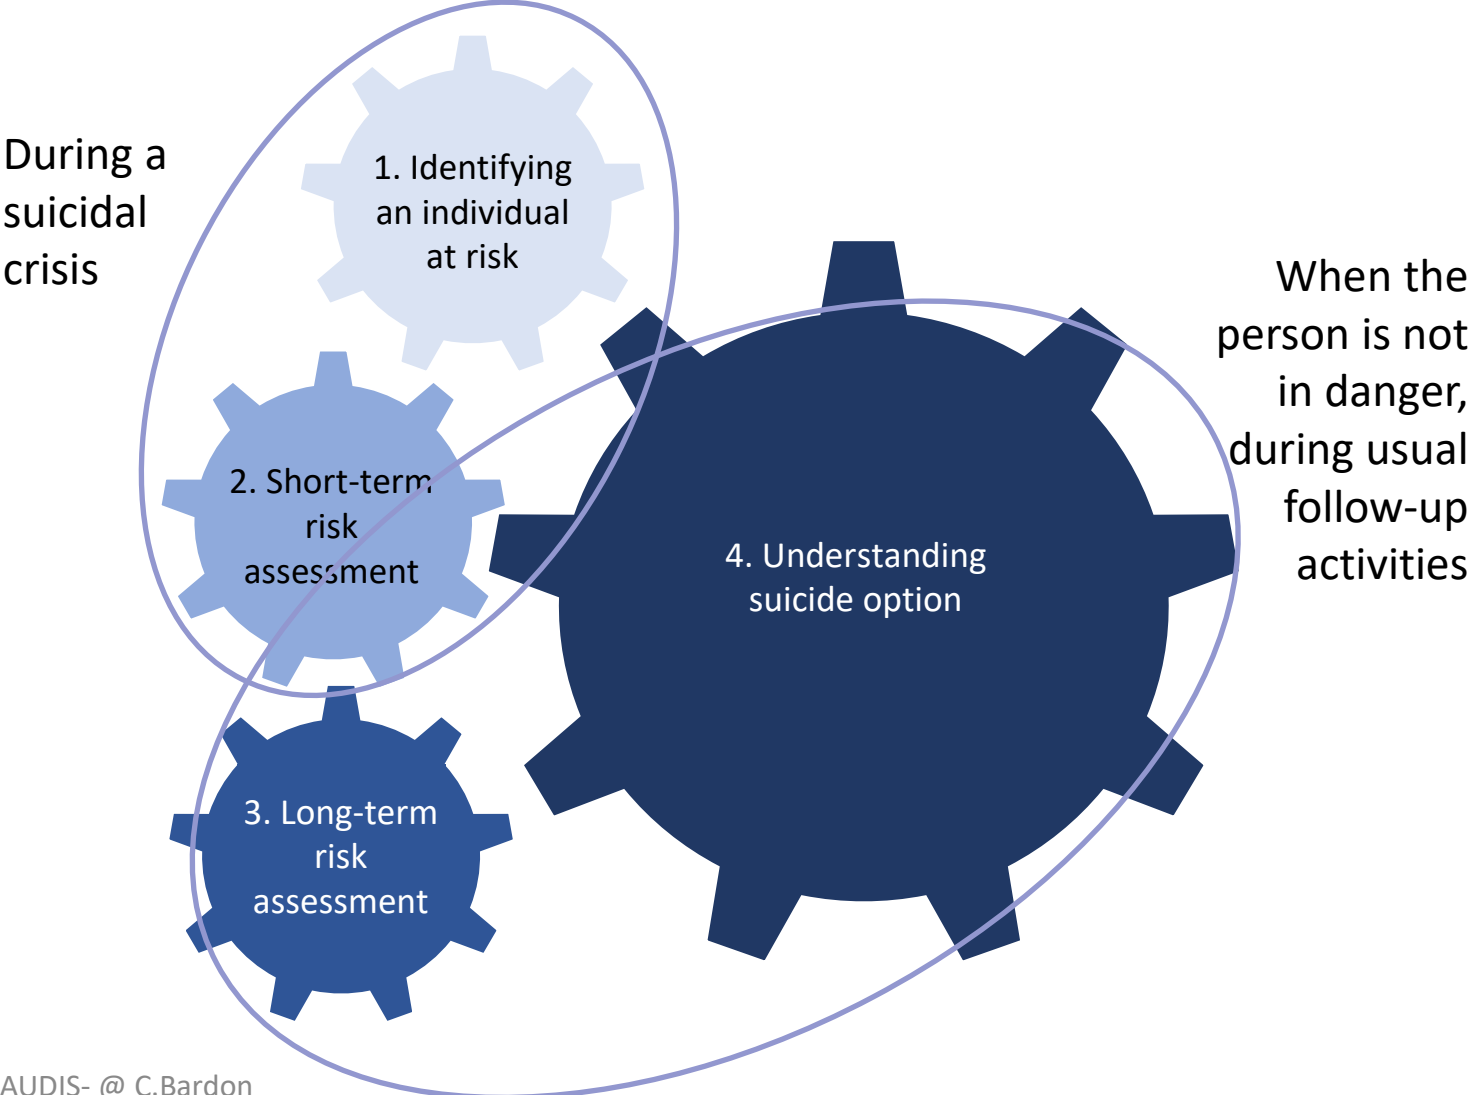 During a
suicidal
crisis
1. Identifying
an individual
at risk
2. Short-term
risk
assessment
3. Long-term
risk
assessment
4. Understanding
suicide option
When the
person is not
in danger,
during usual
follow-up
activities
AUDIS- @ C.Bardon